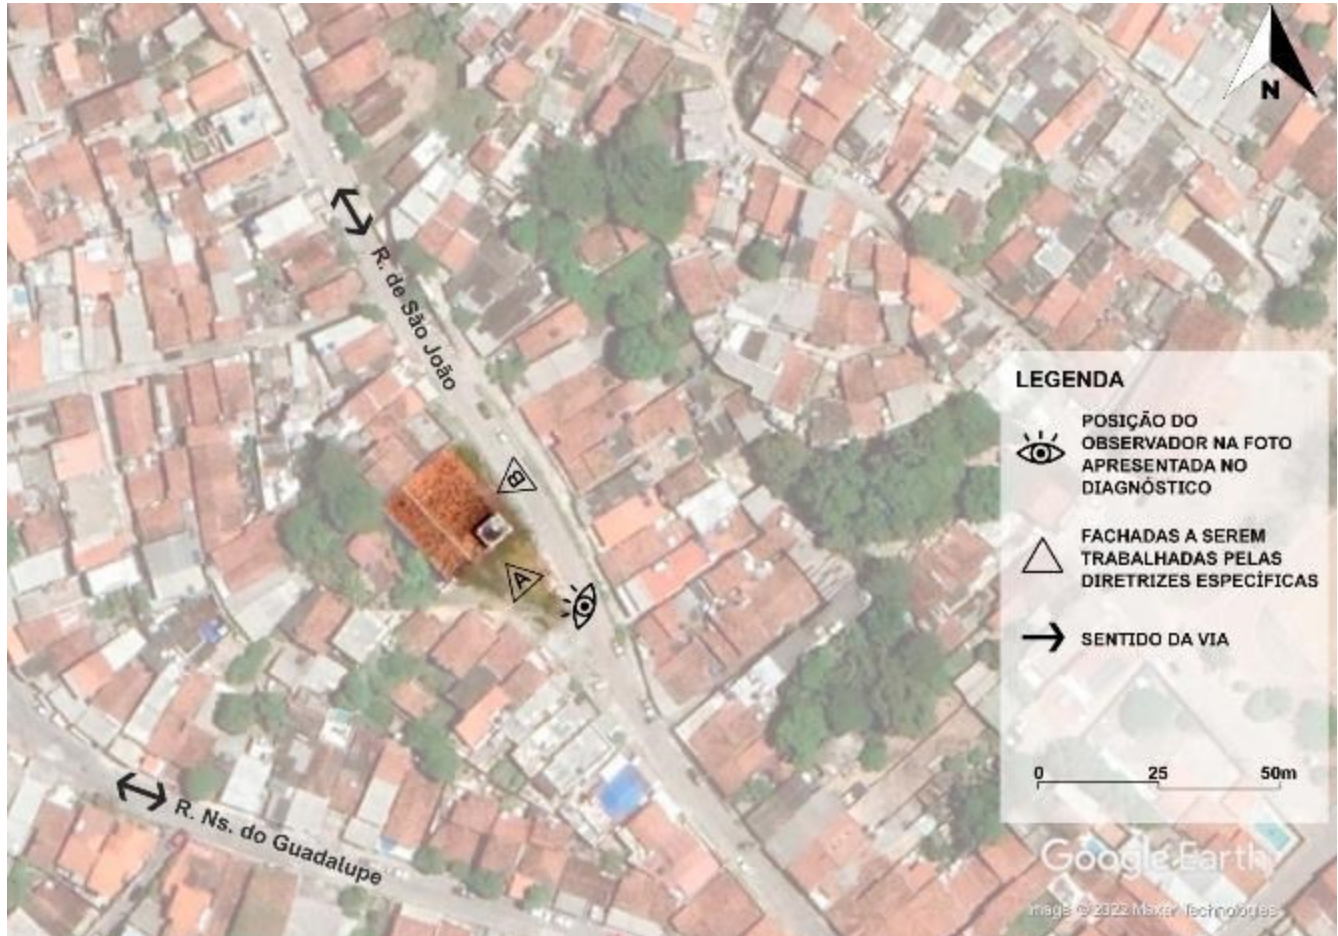 N
R. de São João
B
A
R. Ns. do Guadalupe
LEGENDA
POSIÇÃO DO
OBSERVADOR NA FOTO
APRESENTADA NO
DIAGNÓSTICO
FACHADAS A SEREM
TRABALHADAS PELAS
DIRETRIZES ESPECÍFICAS
SENTIDO DA VIA
0 25 50m
Google Earth
Image © 2022 Maxar Technologies